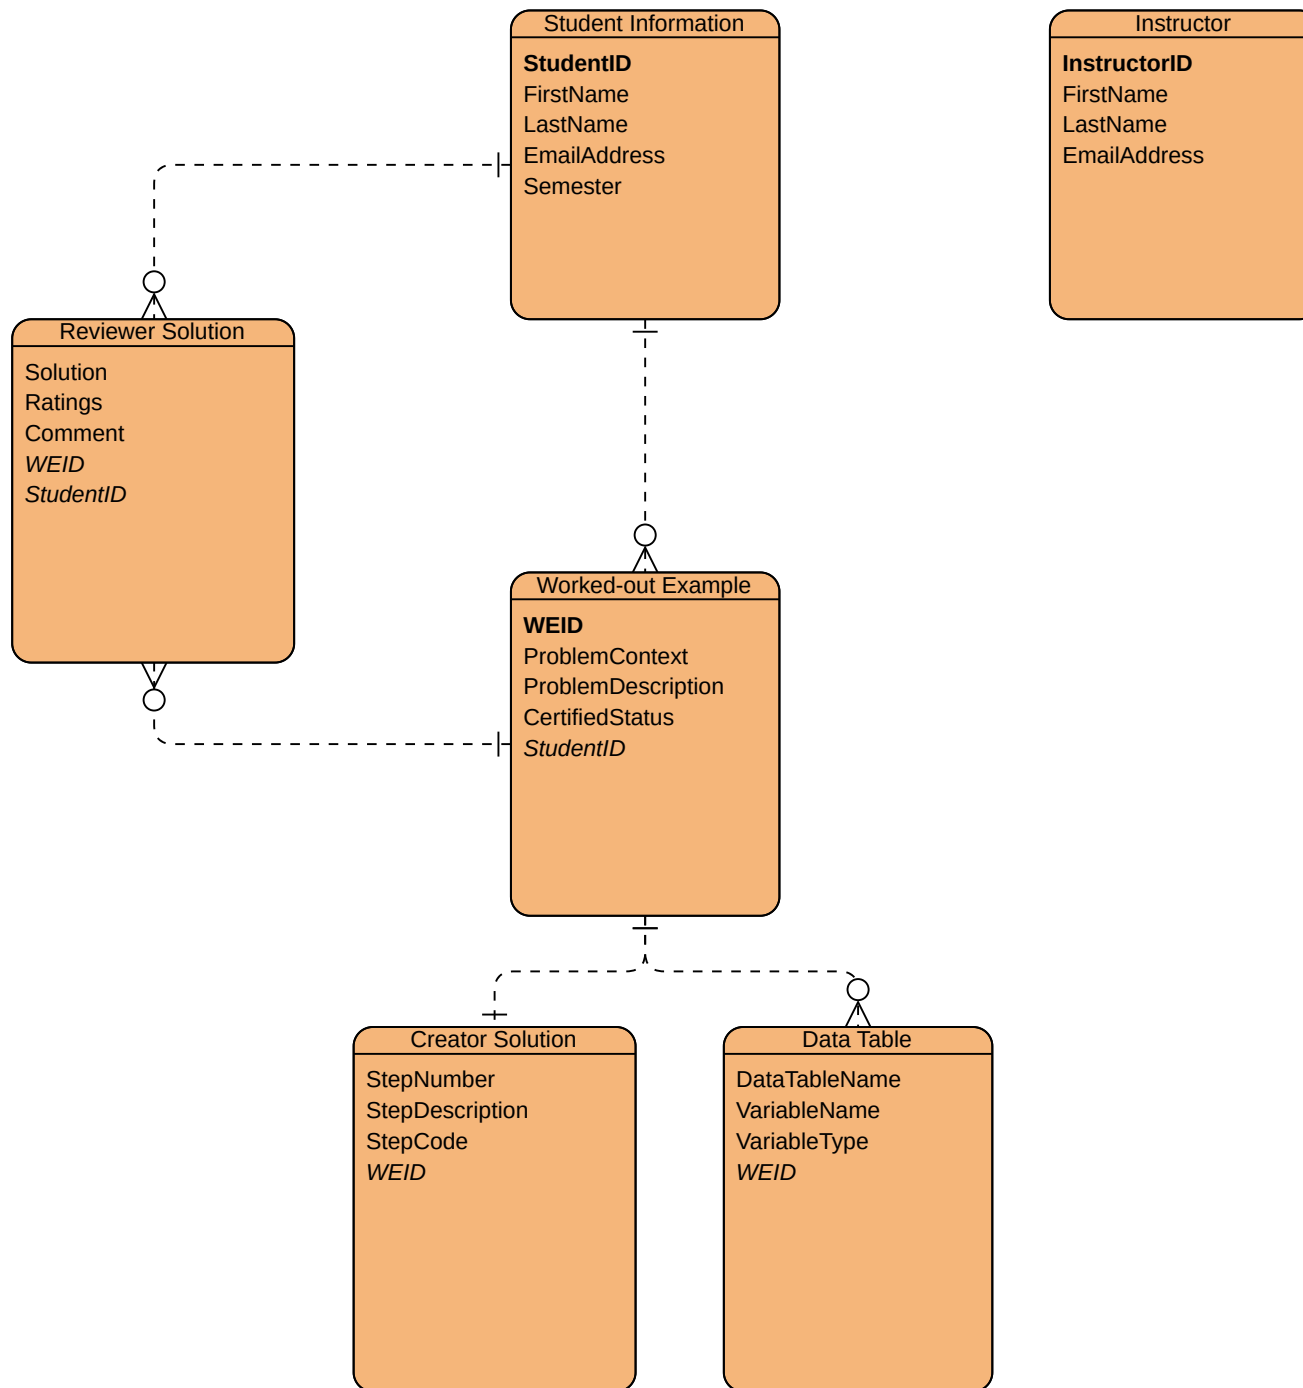 Student Information
StudentID
FirstName
LastName
EmailAddress
Semester
Instructor
InstructorID
FirstName
LastName
EmailAddress
Reviewer Solution
Solution
Ratings
Comment
WEID
StudentID
Worked-out Example
WEID
ProblemContext
ProblemDescription
CertifiedStatus
StudentID
Creator Solution
StepNumber
StepDescription
StepCode
WEID
Data Table
DataTableName
VariableName
VariableType
WEID